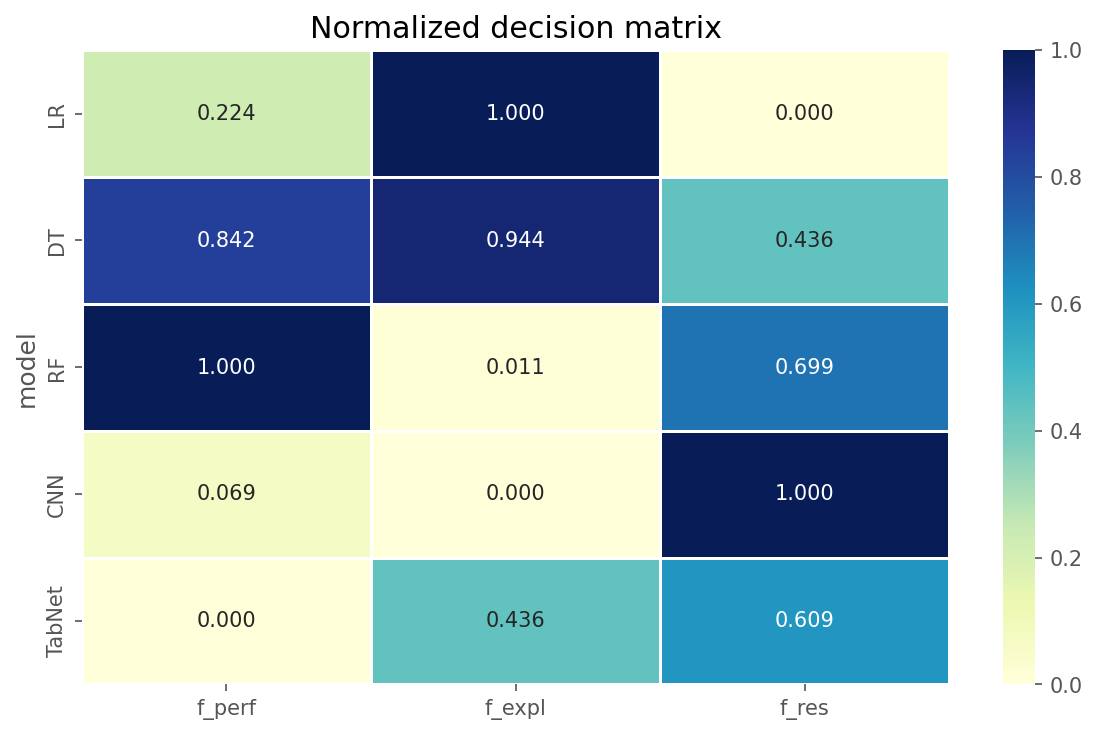 Normalized decision matrix
model
LR 0.224 1.000 0.000
DT 0.842 0.944 0.436
RF 1.000 0.011 0.699
CNN 0.069 0.000 1.000
TabNet 0.000 0.436 0.609
f_perf f_expl f_res
1.0
0.8
0.6
0.4
0.2
0.0